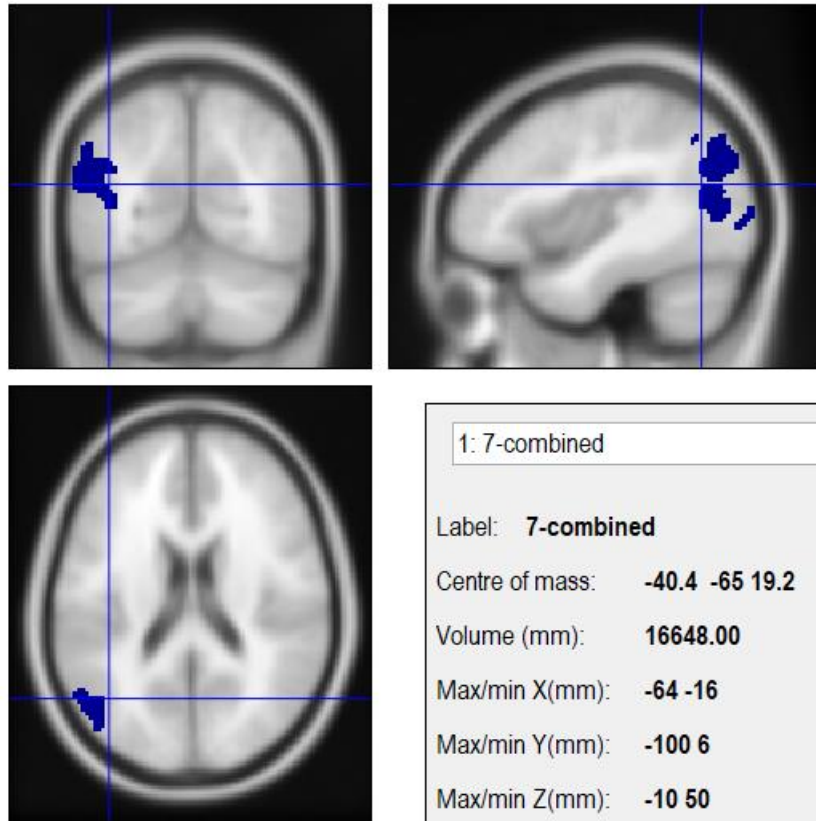 1: 7-combined
Label: 7-combined
Centre of mass: -40.4 -65 19.2
Volume (mm): 16648.00
Max/min X(mm): -64 -16
Max/min Y(mm): -100 6
Max/min Z(mm): -10 50